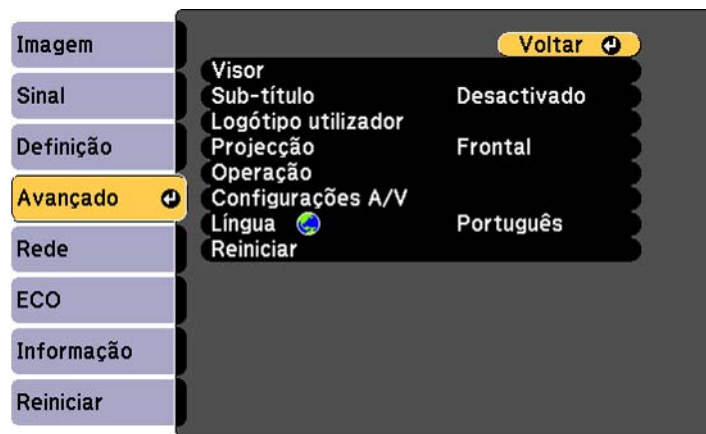 Imagem
Sinal
Definição
Avançado
Rede
ECO
Informação
Reiniciar
Voltar
Visor
Sub-título Desactivado
Logótipo utilizador
Projecção Frontal
Operação
Configurações A/V
Língua Português
Reiniciar